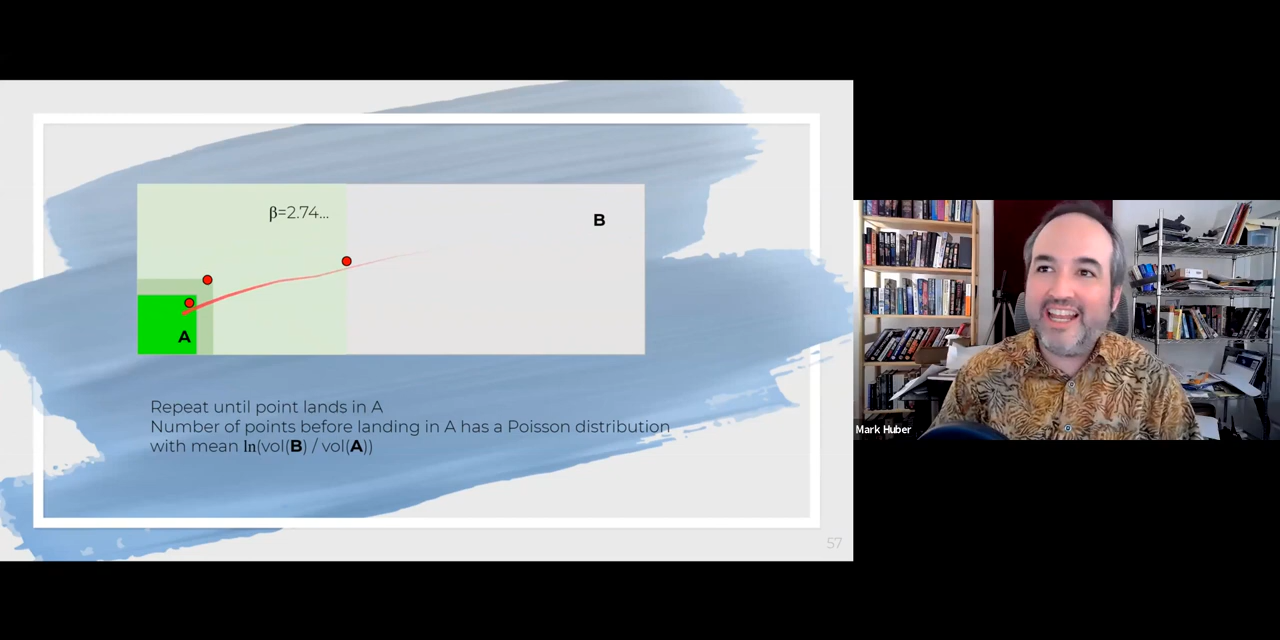 β=2.74...
B
A
Repeat until point lands in A
Number of points before landing in A has a Poisson distribution
with mean ln(vol(B) / vol(A))
57
Mark Huber